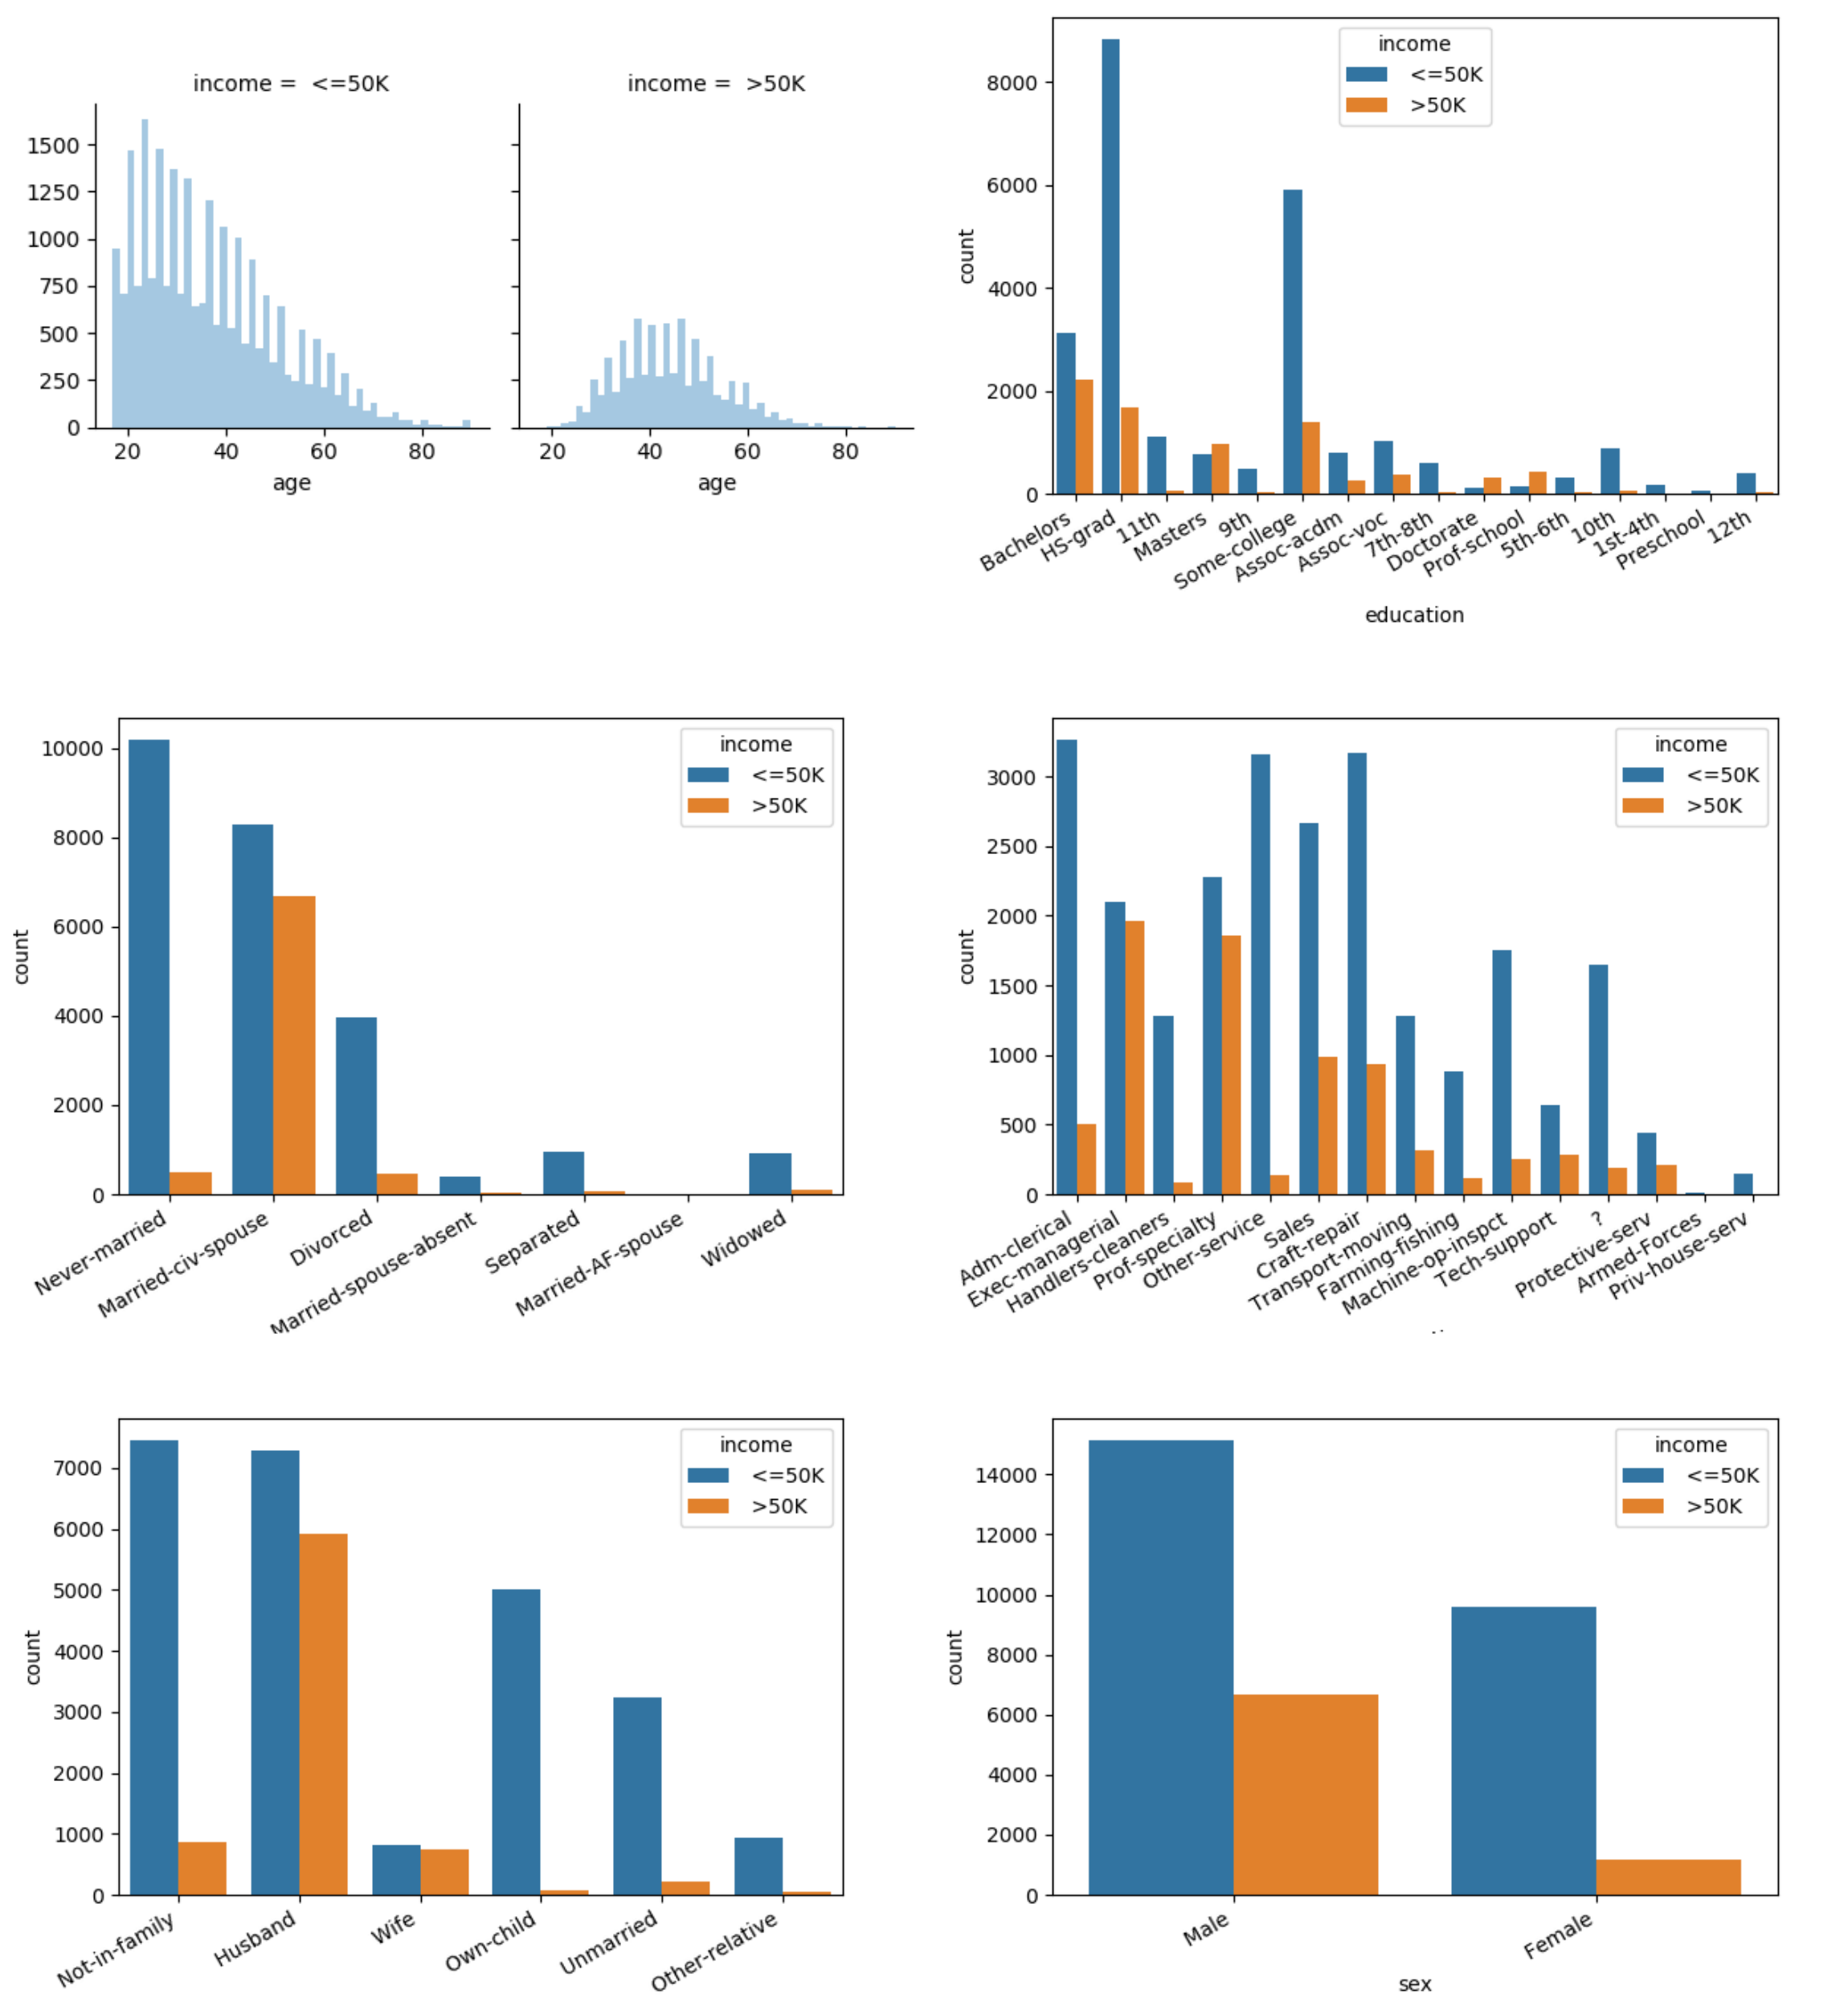 income = <=50K
income = >50K
1500
1250
1000
750
500
250
0
20 40 60 80
age
20 40 60 80
age
income
<=50K
>50K
8000
6000
4000
2000
0
count
Bachelors
HS-grad
11th
Masters
9th
Some-college
Assoc-acdm
Assoc-voc
7th-8th
Doctorate
Prof-school
5th-6th
10th
1st-4th
Preschool
12th
education
income
<=50K
>50K
10000
8000
6000
4000
2000
0
count
Never-married
Married-civ-spouse
Divorced
Married-spouse-absent
Separated
Married-AF-spouse
Widowed
income
<=50K
>50K
3000
2500
2000
1500
1000
500
0
count
Adm-clerical
Exec-managerial
Handlers-cleaners
Prof-specialty
Other-service
Sales
Craft-repair
Transport-moving
Farming-fishing
Machine-op-inspct
Tech-support
?
Protective-serv
Armed-Forces
Priv-house-serv
income
<=50K
>50K
7000
6000
5000
4000
3000
2000
1000
0
count
Not-in-family
Husband
Wife
Own-child
Unmarried
Other-relative
income
<=50K
>50K
14000
12000
10000
8000
6000
4000
2000
0
count
Male
Female
sex